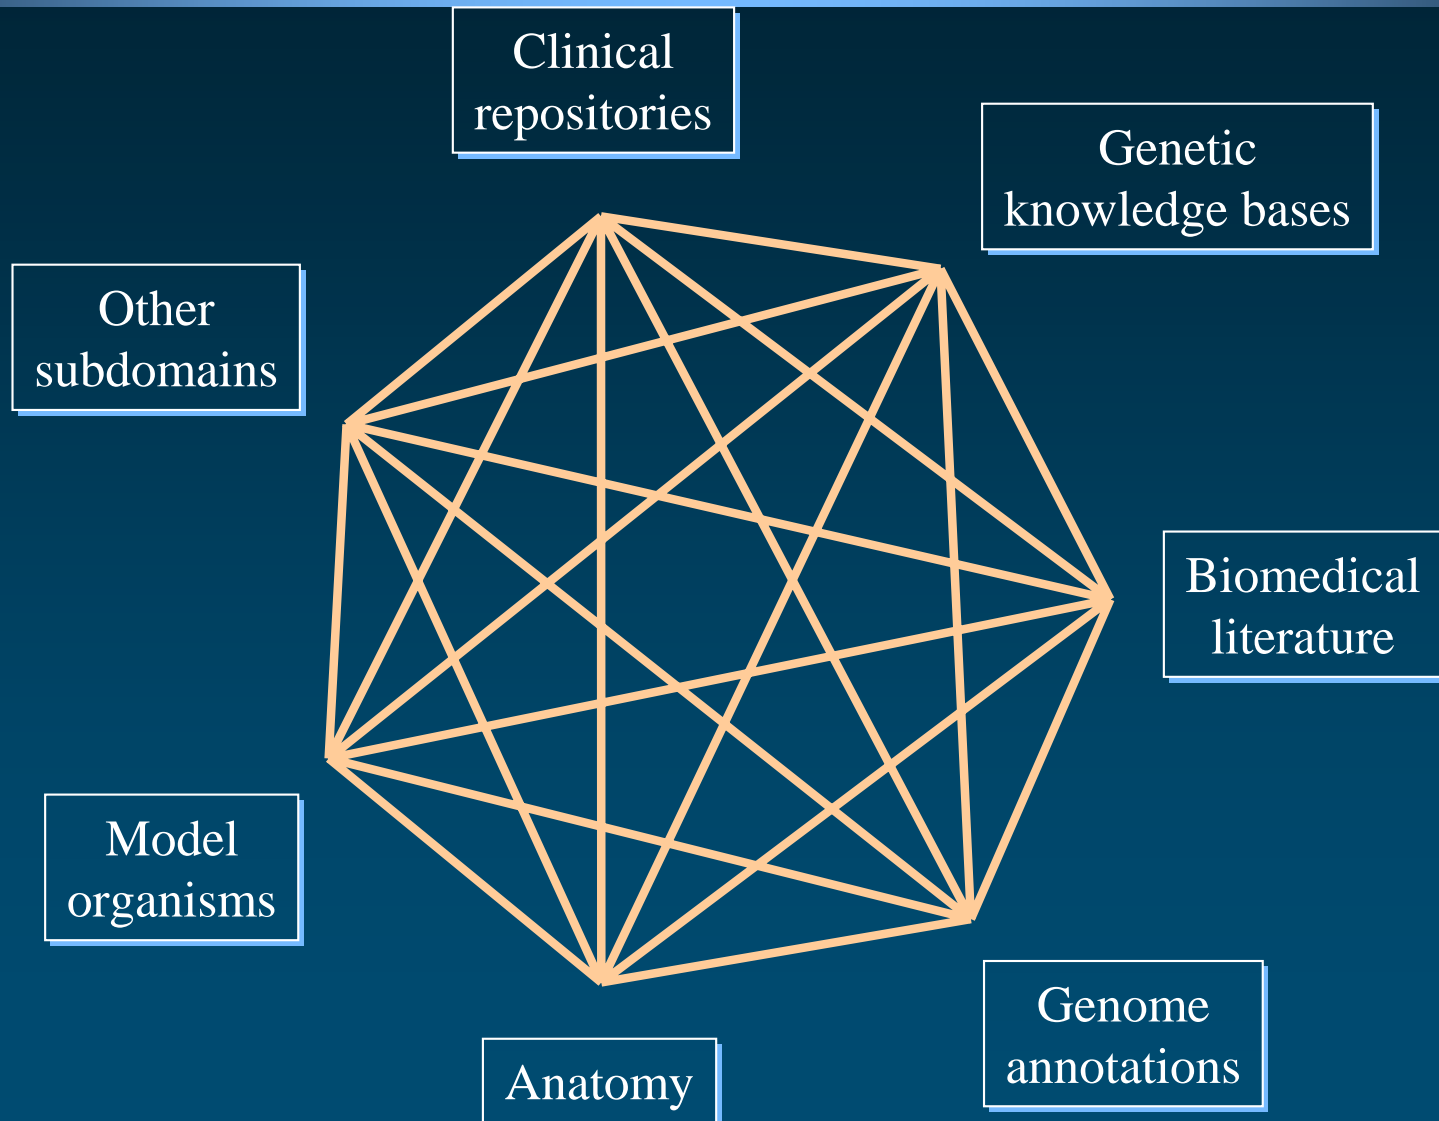 Clinical
repositories
Genetic
knowledge bases
Other
subdomains
Biomedical
literature
Model
organisms
Genome
annotations
Anatomy